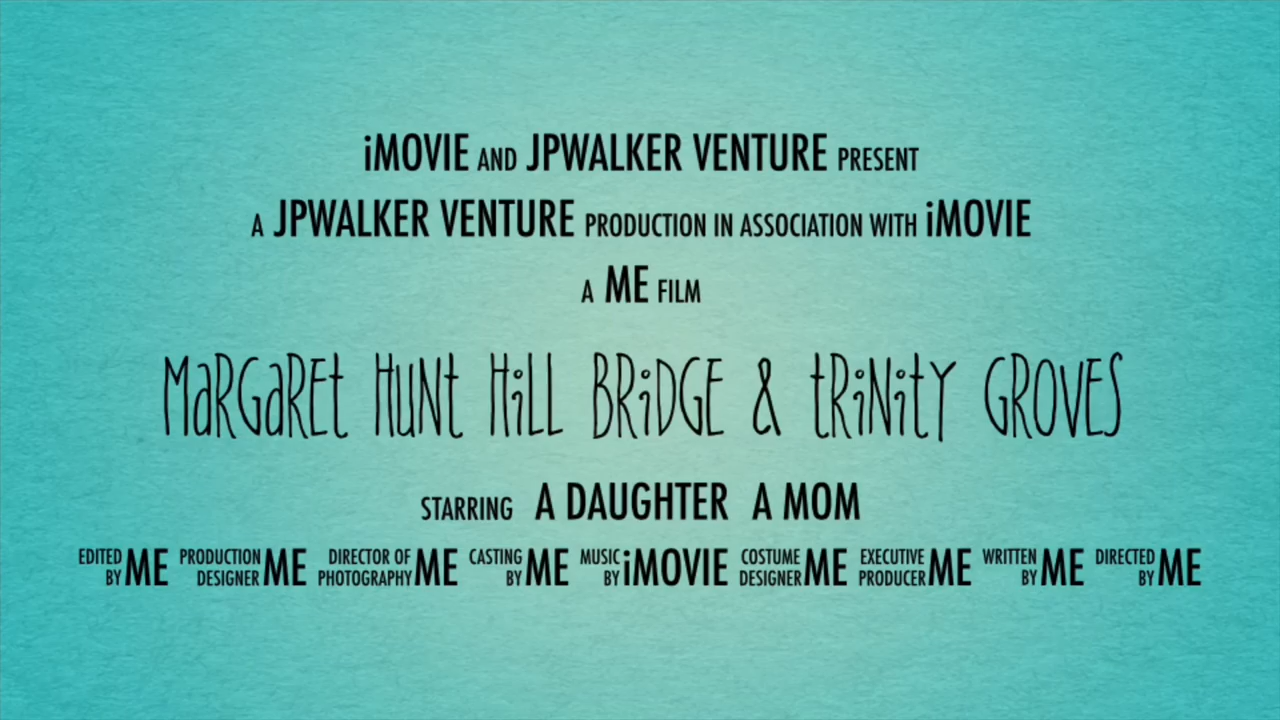 iMOVIE AND JPWALKER VENTURE PRESENT
A JPWALKER VENTURE PRODUCTION IN ASSOCIATION WITH iMOVIE
A ME FILM
MaRGaREt HuNt HiLL BRiDGE & tRiNitY GROVES
STARRING A DAUGHTER A MOM
EDITED BY ME PRODUCTION DESIGNER ME DIRECTOR OF PHOTOGRAPHY ME CASTING BY ME MUSIC BY iMOVIE COSTUME DESIGNER ME EXECUTIVE PRODUCER ME WRITTEN BY ME DIRECTED BY ME